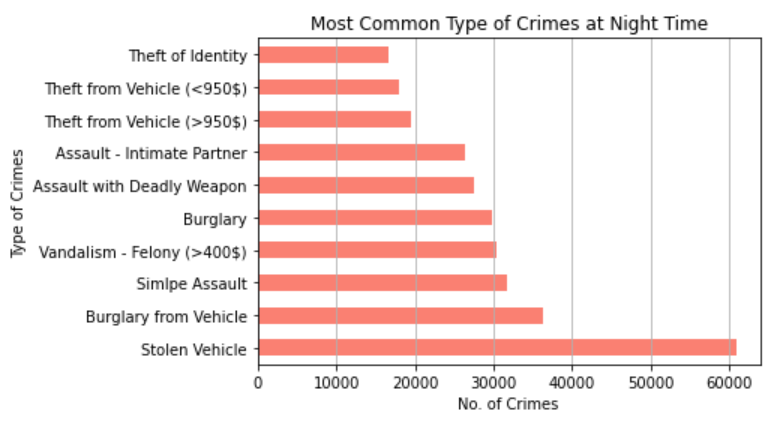 Most Common Type of Crimes at Night Time
Type of Crimes
Theft of Identity
Theft from Vehicle (<950$)
Theft from Vehicle (>950$)
Assault - Intimate Partner
Assault with Deadly Weapon
Burglary
Vandalism - Felony (>400$)
Simlpe Assault
Burglary from Vehicle
Stolen Vehicle
0 10000 20000 30000 40000 50000 60000
No. of Crimes